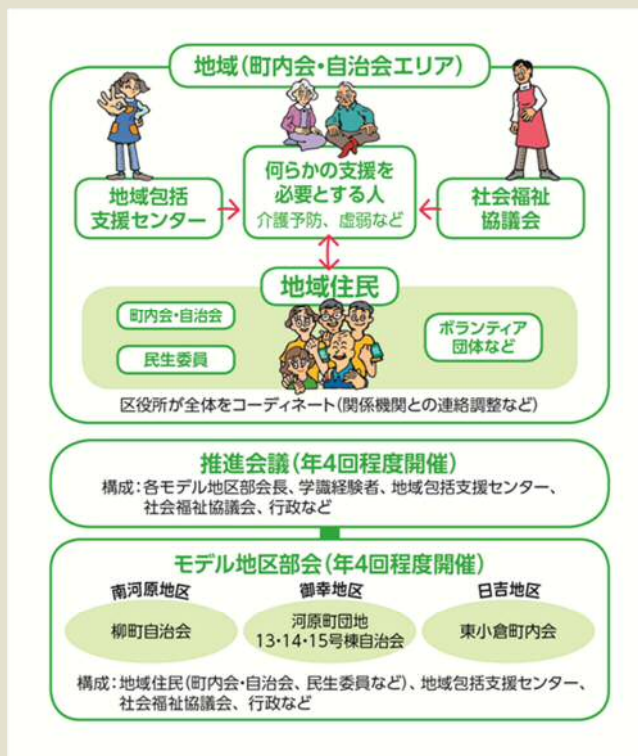 地域(町内会・自治会エリア)
地域包括
支援センター
何らかの支援を
必要とする人
介護予防、虚弱など
社会福祉
協議会
地域住民
町内会・自治会
民生委員
ボランティア
団体など
区役所が全体をコーディネート(関係機関との連絡調整など)
推進会議(年4回程度開催)
構成:各モデル地区部会長、学識経験者、地域包括支援センター、
社会福祉協議会、行政など
モデル地区部会(年4回程度開催)
南河原地区
柳町自治会
御幸地区
河原町団地
13・14・15号棟自治会
日吉地区
東小倉町内会
構成:地域住民(町内会・自治会、民生委員など)、地域包括支援センター、
社会福祉協議会、行政など